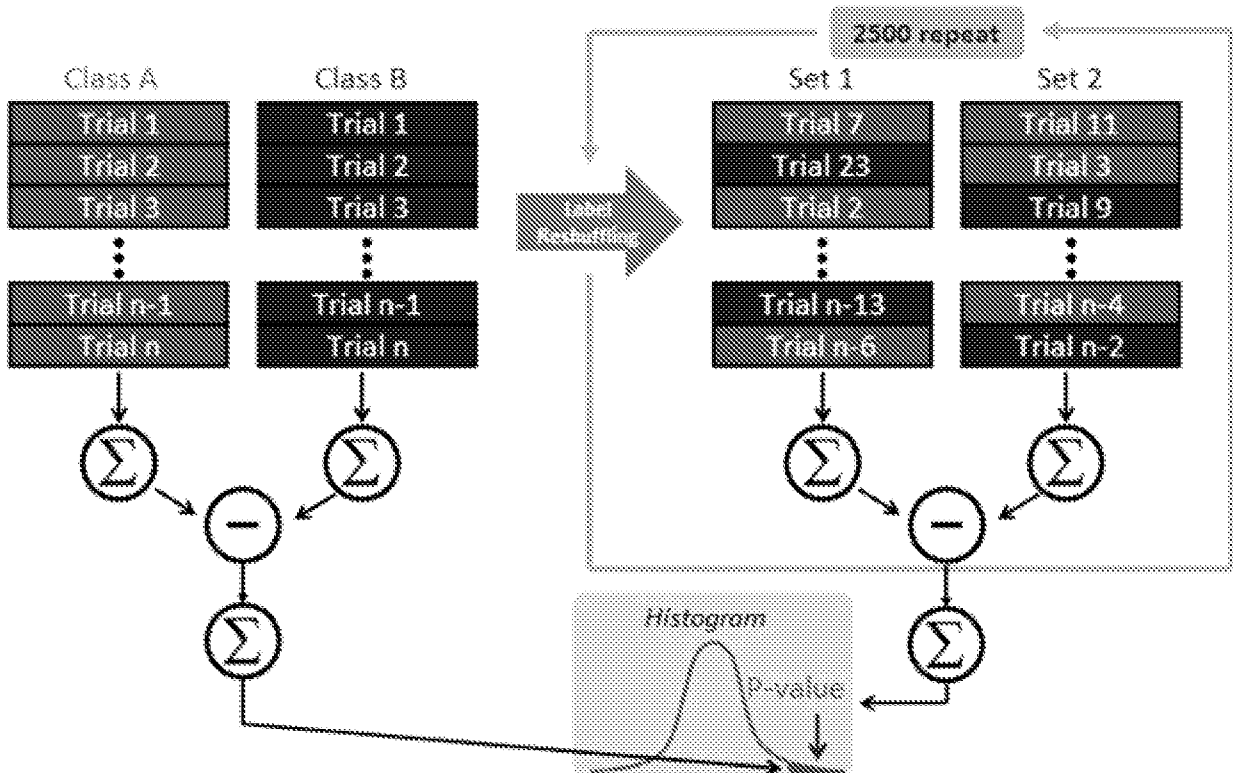 2500 repeat
Class A
Class B
Set 1
Set 2
Trial 1
Trial 2
Trial 3
Trial n-1
Trial n
Trial 1
Trial 2
Trial 3
Trial n-1
Trial n
Label
Reshuffling
Trial 7
Trial 23
Trial 2
Trial n-13
Trial n-6
Trial 11
Trial 3
Trial 9
Trial n-4
Trial n-2
Σ
Σ
Σ
Σ
−
−
Σ
Σ
Histogram
P-value